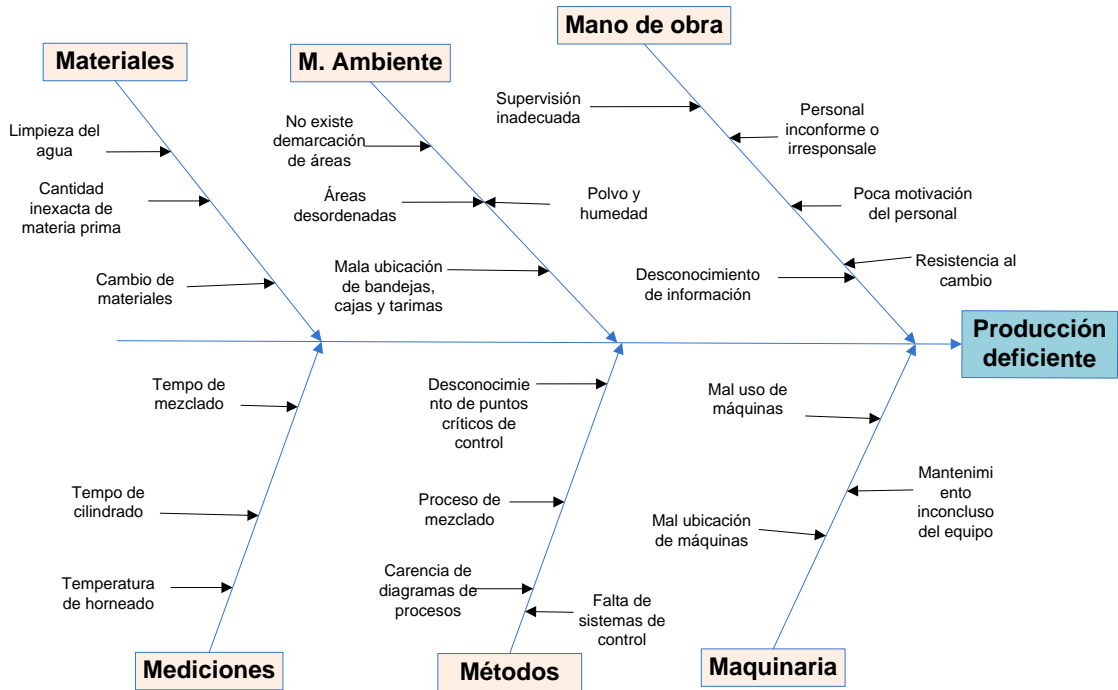 Mano de obra
Materiales
M. Ambiente
Supervisión
inadecuada
Personal
inconforme o
irresponsale
No existe
demarcación
de áreas
Limpieza del
agua
Cantidad
inexacta de
materia prima
Áreas
desordenadas
Polvo y
humedad
Poca motivación
del personal
Cambio de
materiales
Mala ubicación
de bandejas,
cajas y tarimas
Desconocimiento
de información
Resistencia al
cambio
Producción
deficiente
Tempo de
mezclado
Desconocimie
nto de puntos
críticos de
control
Mal uso de
máquinas
Tempo de
cilindrado
Proceso de
mezclado
Mantenimi
ento
inconcluso
del equipo
Mal ubicación
de máquinas
Temperatura
de horneado
Carencia de
diagramas de
procesos
Falta de
sistemas de
control
Mediciones
Métodos
Maquinaria